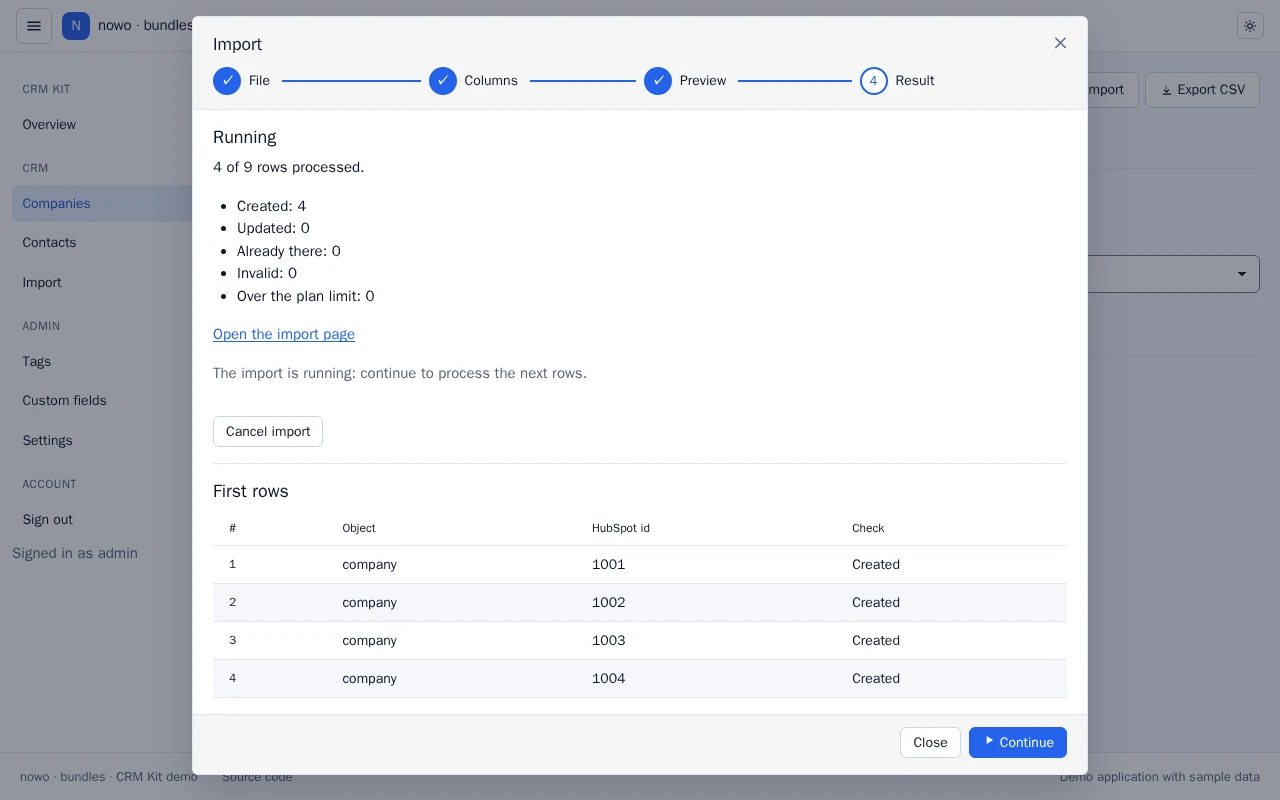 N nowo · bundles
Import
✓ File ✓ Columns ✓ Preview 4 Result
CRM KIT
Overview
CRM
Companies
Contacts
Import
ADMIN
Tags
Custom fields
Settings
ACCOUNT
Sign out
Signed in as admin
mport
Export CSV
Running
4 of 9 rows processed.
• Created: 4
• Updated: 0
• Already there: 0
• Invalid: 0
• Over the plan limit: 0
Open the import page
The import is running: continue to process the next rows.
Cancel import
First rows
# Object HubSpot id Check
1 company 1001 Created
2 company 1002 Created
3 company 1003 Created
4 company 1004 Created
Close Continue
nowo · bundles · CRM Kit demo Source code Demo application with sample data